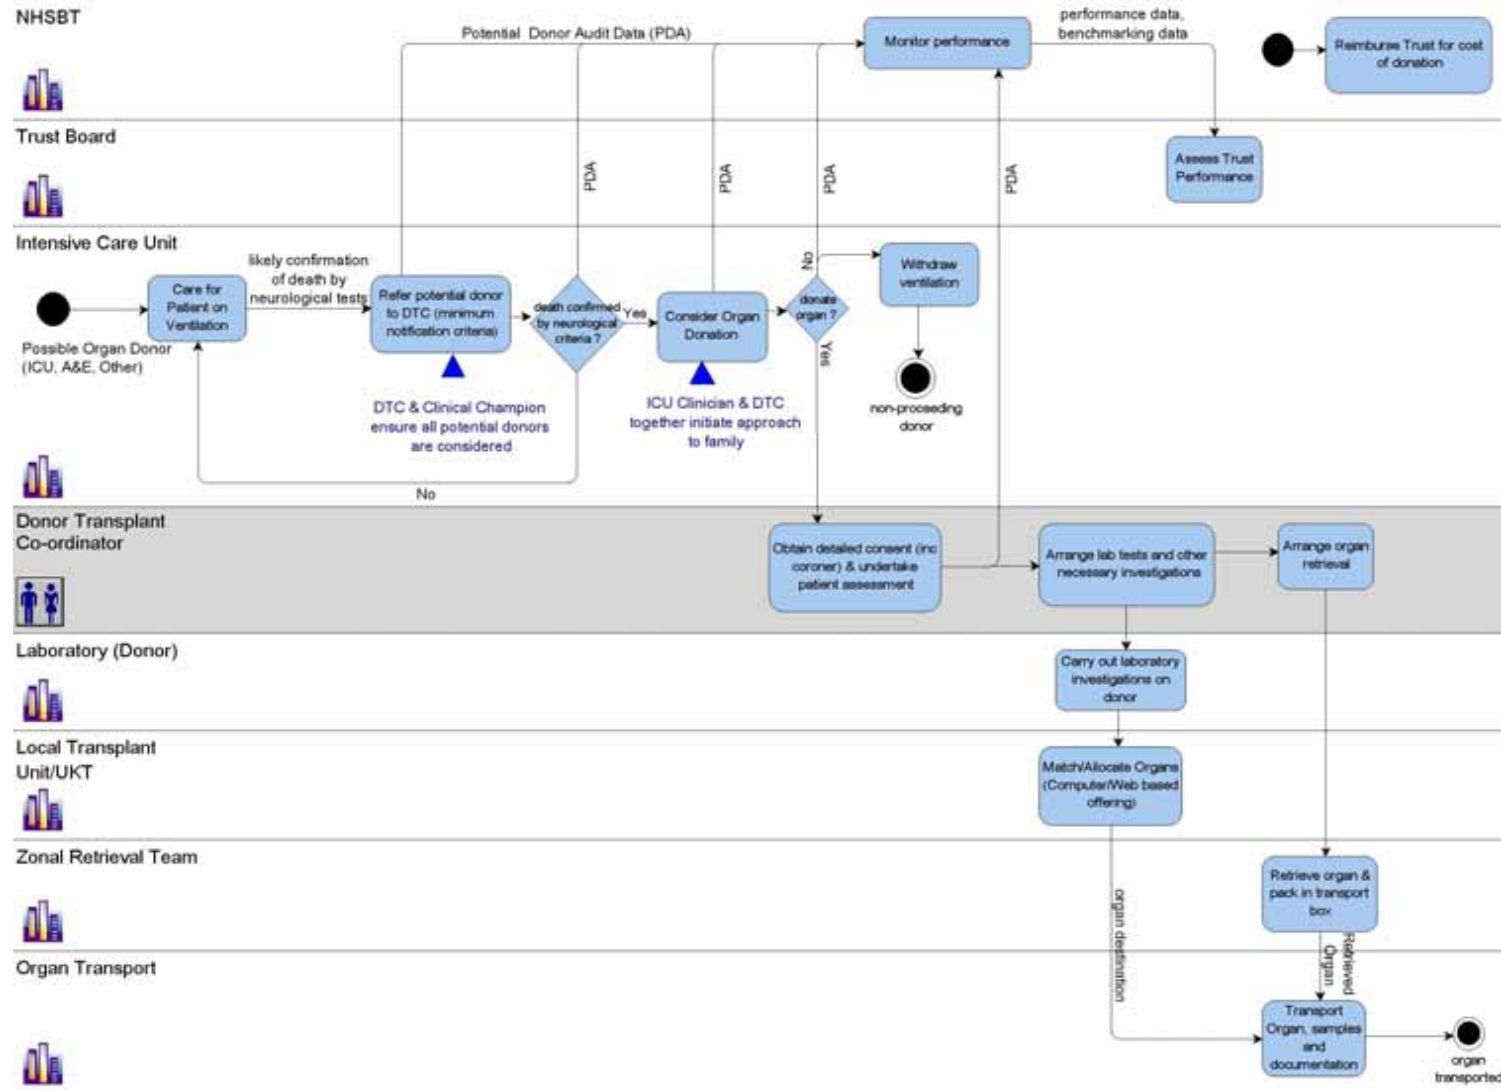 NHSBT
Potential Donor Audit Data (PDA)
Monitor performance
performance data,
benchmarking data
Reimburse Trust for cost
of donation
Trust Board
Assess Trust
Performance
PDA
PDA
PDA
PDA
Intensive Care Unit
Care for
Patient on
Ventilation
likely confirmation
of death by
neurological tests
Refer potential donor
to DTC (minimum
notification criteria)
death confirmed
by neurological
criteria ?
Yes
Consider Organ
Donation
donate
organ ?
No
Yes
Withdraw
ventilation
non-proceeding
donor
Possible Organ Donor
(ICU, A&E, Other)
DTC & Clinical Champion
ensure all potential donors
are considered
ICU Clinician & DTC
together initiate approach
to family
No
Donor Transplant
Co-ordinator
Obtain detailed consent (inc
coroner) & undertake
patient assessment
Arrange lab tests and other
necessary investigations
Arrange organ
retrieval
Laboratory (Donor)
Carry out laboratory
investigations on
donor
Local Transplant
Unit/UKT
Match/Allocate Organs
(Computer/Web based
offering)
Zonal Retrieval Team
Retrieve organ &
pack in transport
box
organ destination
Retrieved
Organ
Organ Transport
Transport
Organ, samples
and
documentation
organ
transported